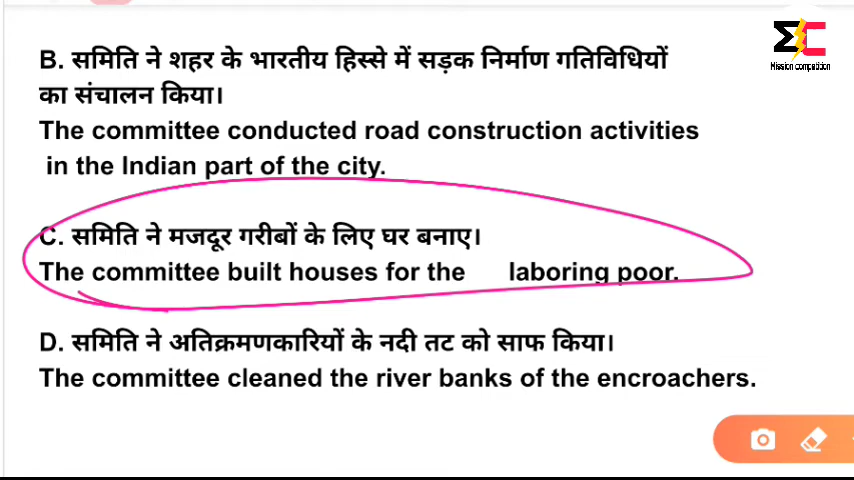 Mission compatition
B. समिति ने शहर के भारतीय हिस्से में सड़क निर्माण गतिविधियों
का संचालन किया।
The committee conducted road construction activities
in the Indian part of the city.
C. समिति ने मजदूर गरीबों के लिए घर बनाए।
The committee built houses for the laboring poor.
D. समिति ने अतिक्रमणकारियों के नदी तट को साफ किया।
The committee cleaned the river banks of the encroachers.